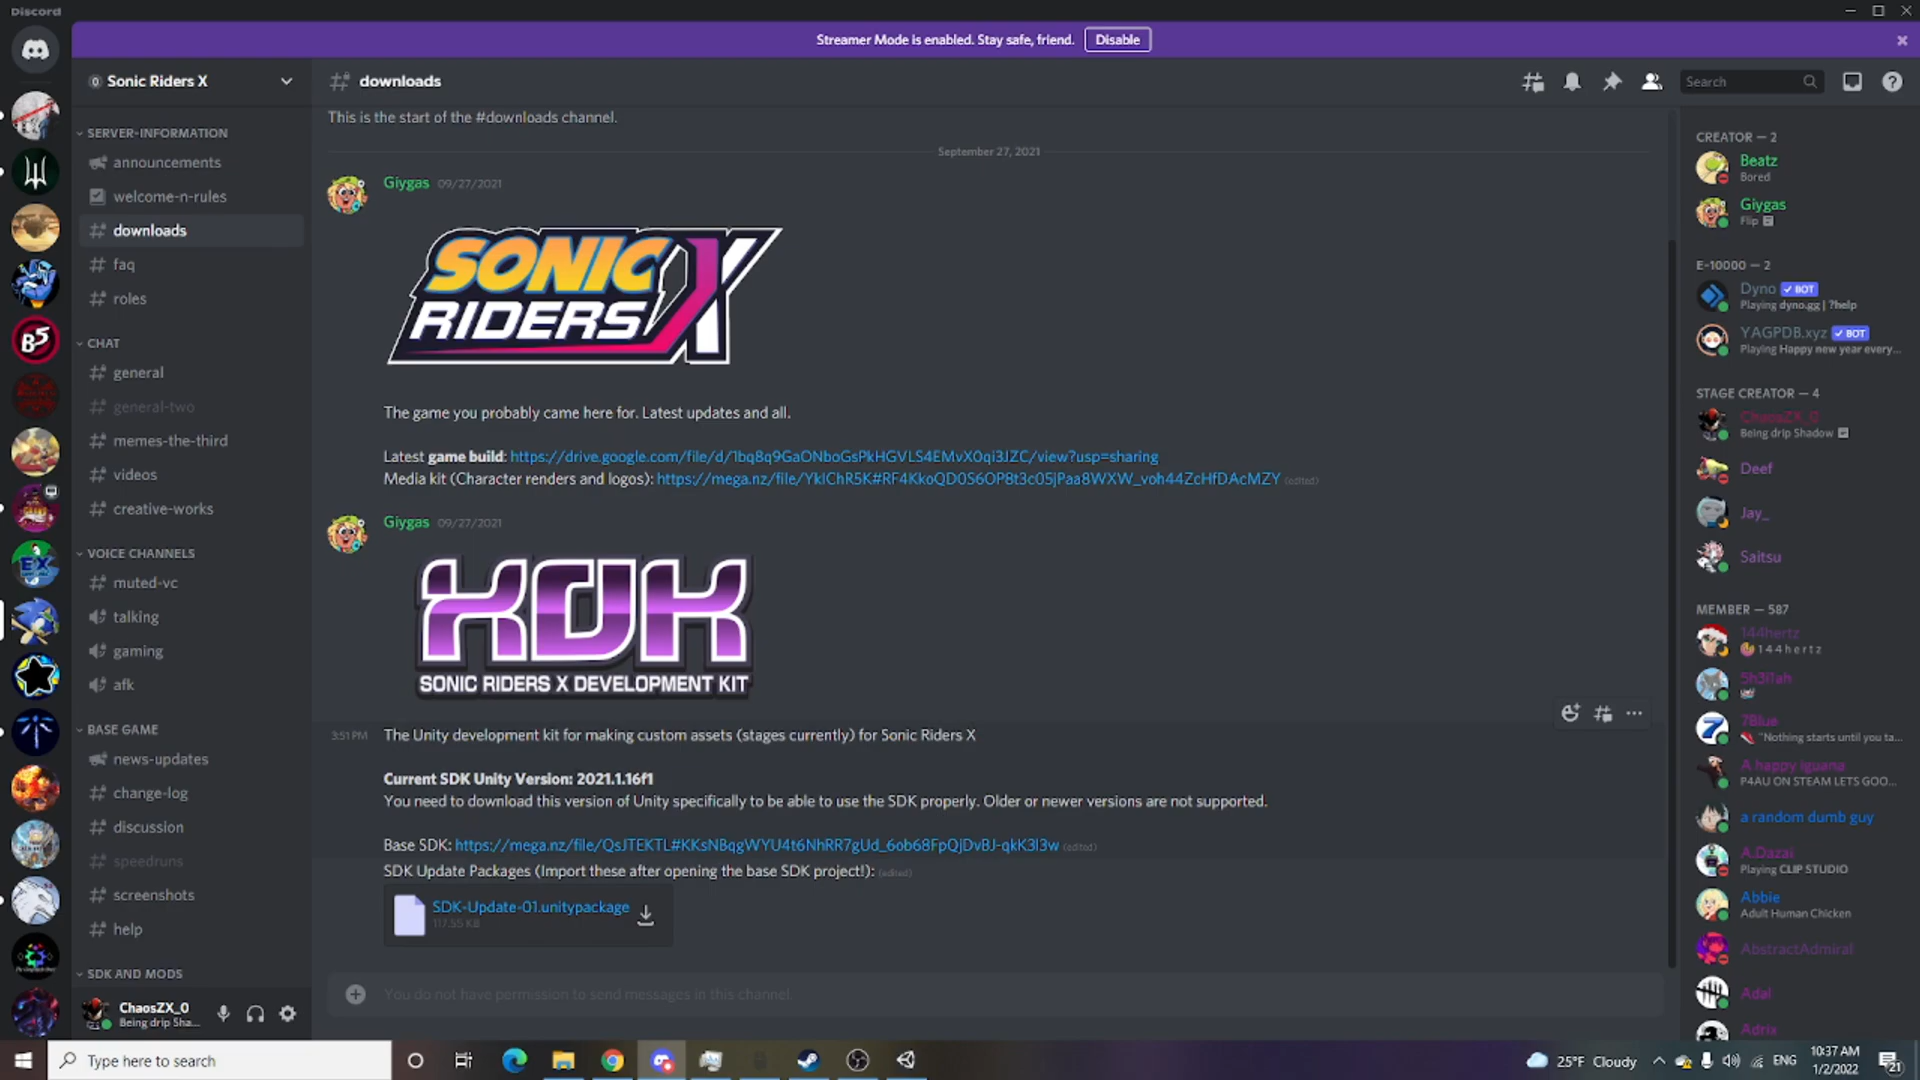 Discord
Streamer Mode is enabled. Stay safe, friend.
Disable
Sonic Riders X
SERVER-INFORMATION
announcements
welcome-n-rules
downloads
faq
roles
CHAT
general
general-two
memes-the-third
videos
creative-works
VOICE CHANNELS
muted-vc
talking
gaming
afk
BASE GAME
news-updates
change-log
discussion
speedruns
screenshots
help
SDK AND MODS
ChaosZX_0
Being drip Sha...
downloads
Search
This is the start of the #downloads channel.
September 27, 2021
Giygas 09/27/2021
SONIC
RIDERS X
The game you probably came here for. Latest updates and all.
Latest game build: https://drive.google.com/file/d/1bq8q9GaONboGsPkHGVLS4EMvX0qi3JZC/view?usp=sharing
Media kit (Character renders and logos): https://mega.nz/file/YklChR5K#RF4KkoQD0S6OP8t3c05jPaa8WXW_voh44ZcHfDAcMZY (edited)
Giygas 09/27/2021
XDK
SONIC RIDERS X DEVELOPMENT KIT
3:51 PM The Unity development kit for making custom assets (stages currently) for Sonic Riders X
Current SDK Unity Version: 2021.1.16f1
You need to download this version of Unity specifically to be able to use the SDK properly. Older or newer versions are not supported.
Base SDK: https://mega.nz/file/QsJTEKTL#KKsNBqgWYU4t6NhRR7gUd_6ob68FpQjDvBJ-qkK3l3w (edited)
SDK Update Packages (Import these after opening the base SDK project!): (edited)
SDK-Update-01.unitypackage
117.55 KB
You do not have permission to send messages in this channel.
CREATOR — 2
Beatz
Bored
Giygas
Flip
E-10000 — 2
Dyno BOT
Playing dyno.gg | ?help
YAGPDB.xyz BOT
Playing Happy new year every...
STAGE CREATOR — 4
ChaosZX_0
Being drip Shadow
Deef
Jay_
Saitsu
MEMBER — 587
144hertz
1 4 4 h e r t z
5h3i1ah
7Blue
"Nothing starts until you ta...
A happy iguana
P4AU ON STEAM LETS GOO...
a random dumb guy
A.Dazai
Playing CLIP STUDIO
Abbie
Adult Human Chicken
AbstractAdmiral
Adal
Adrix
B5
EX
7
Type here to search
25°F Cloudy
ENG
10:37 AM
1/2/2022
21